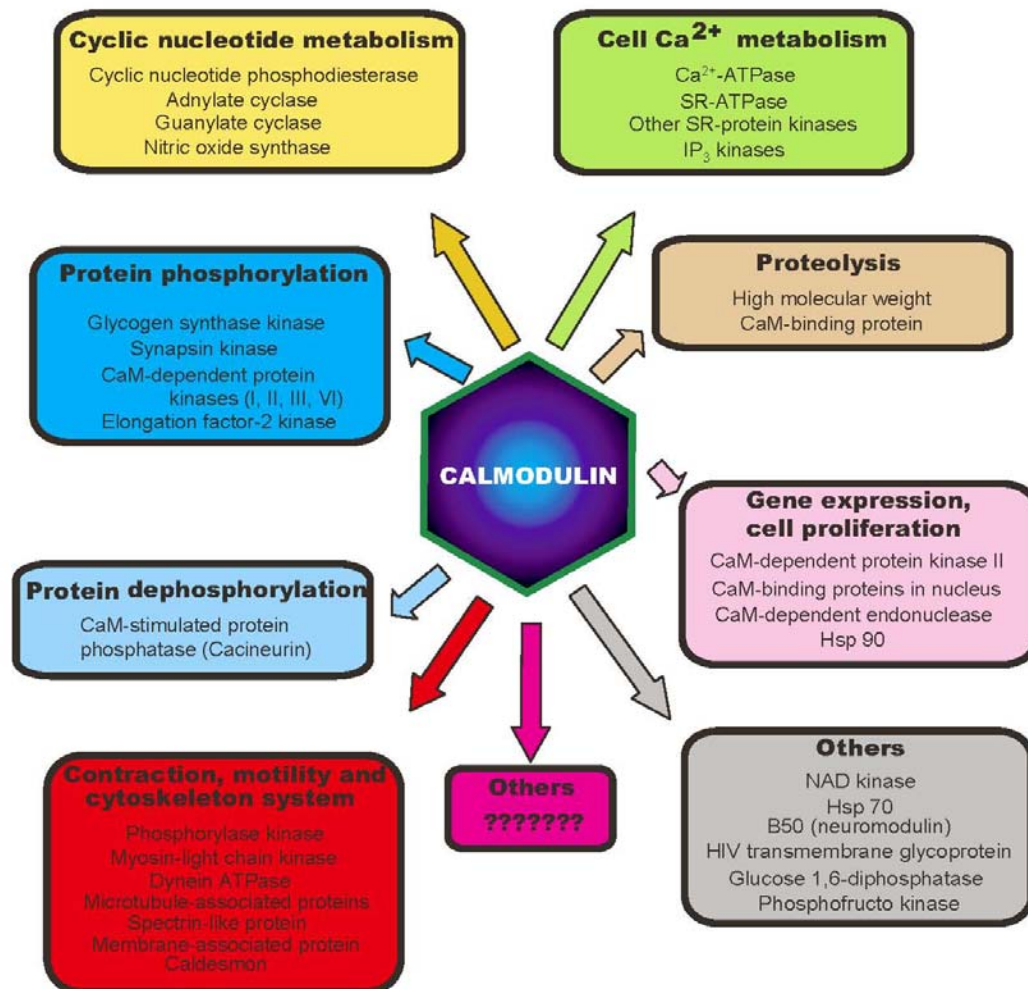 Cyclic nucleotide metabolism
Cyclic nucleotide phosphodiesterase
Adnylate cyclase
Guanylate cyclase
Nitric oxide synthase
Cell Ca²⁺ metabolism
Ca²⁺-ATPase
SR-ATPase
Other SR-protein kinases
IP₃ kinases
Protein phosphorylation
Glycogen synthase kinase
Synapsin kinase
CaM-dependent protein
kinases (I, II, III, VI)
Elongation factor-2 kinase
Proteolysis
High molecular weight
CaM-binding protein
CALMODULIN
Gene expression,
cell proliferation
CaM-dependent protein kinase II
CaM-binding proteins in nucleus
CaM-dependent endonuclease
Hsp 90
Protein dephosphorylation
CaM-stimulated protein
phosphatase (Cacineurin)
Contraction, motility and
cytoskeleton system
Phosphorylase kinase
Myosin-light chain kinase
Dynein ATPase
Microtubule-associated proteins
Spectrin-like protein
Membrane-associated protein
Caldesmon
Others
???????
Others
NAD kinase
Hsp 70
B50 (neuromodulin)
HIV transmembrane glycoprotein
Glucose 1,6-diphosphatase
Phosphofructo kinase